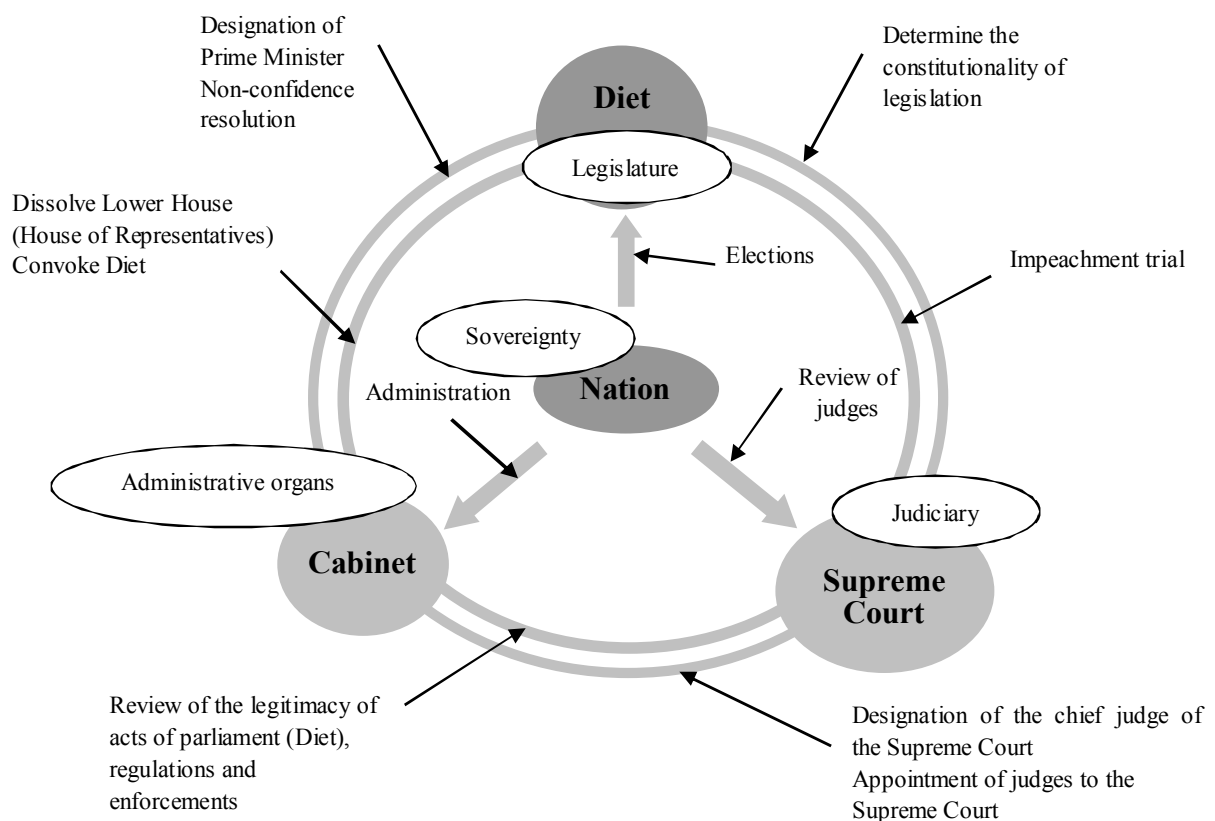 Designation of
Prime Minister
Non-confidence
resolution
Determine the
constitutionality of
legislation
Diet
Legislature
Dissolve Lower House
(House of Representatives)
Convoke Diet
Elections
Impeachment trial
Sovereignty
Nation
Administration
Review of
judges
Administrative organs
Judiciary
Cabinet
Supreme
Court
Review of the legitimacy of
acts of parliament (Diet),
regulations and
enforcements
Designation of the chief judge of
the Supreme Court
Appointment of judges to the
Supreme Court